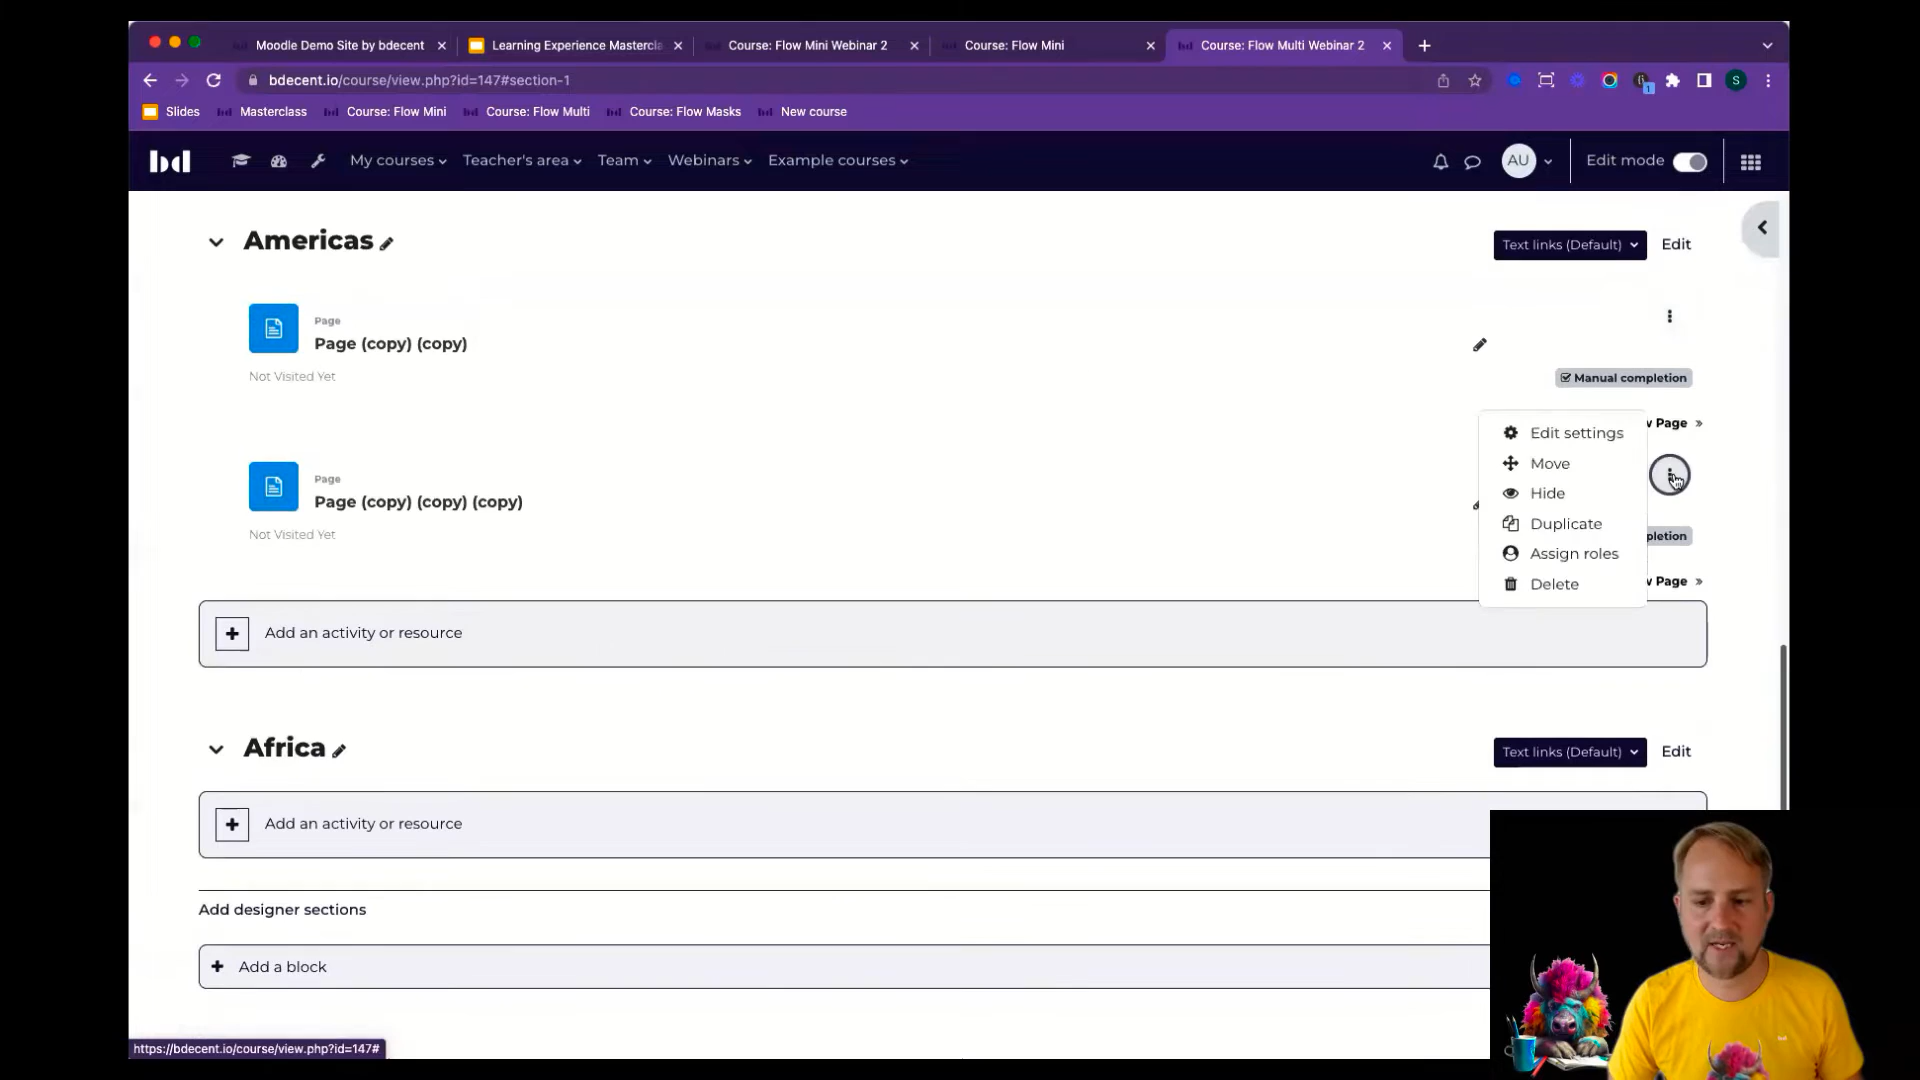 Moodle Demo Site by bdecent
Learning Experience Mastercla
Course: Flow Mini Webinar 2
Course: Flow Mini
Course: Flow Multi Webinar 2
bdecent.io/course/view.php?id=147#section-1
S
1
Slides
Masterclass
Course: Flow Mini
Course: Flow Multi
Course: Flow Masks
New course
bd
My courses
Teacher's area
Team
Webinars
Example courses
AU
Edit mode
Americas
Text links (Default)
Edit
Page
Page (copy) (copy)
Not Visited Yet
Manual completion
w Page »
Edit settings
Move
Hide
Duplicate
Assign roles
Delete
Page
Page (copy) (copy) (copy)
Not Visited Yet
pletion
w Page »
Add an activity or resource
Africa
Text links (Default)
Edit
Add an activity or resource
Add designer sections
Add a block
https://bdecent.io/course/view.php?id=147#